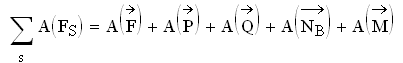 ∑ₛ A(F_S) = A(F⃗) + A(P⃗) + A(Q⃗) + A(N_B⃗) + A(M⃗)